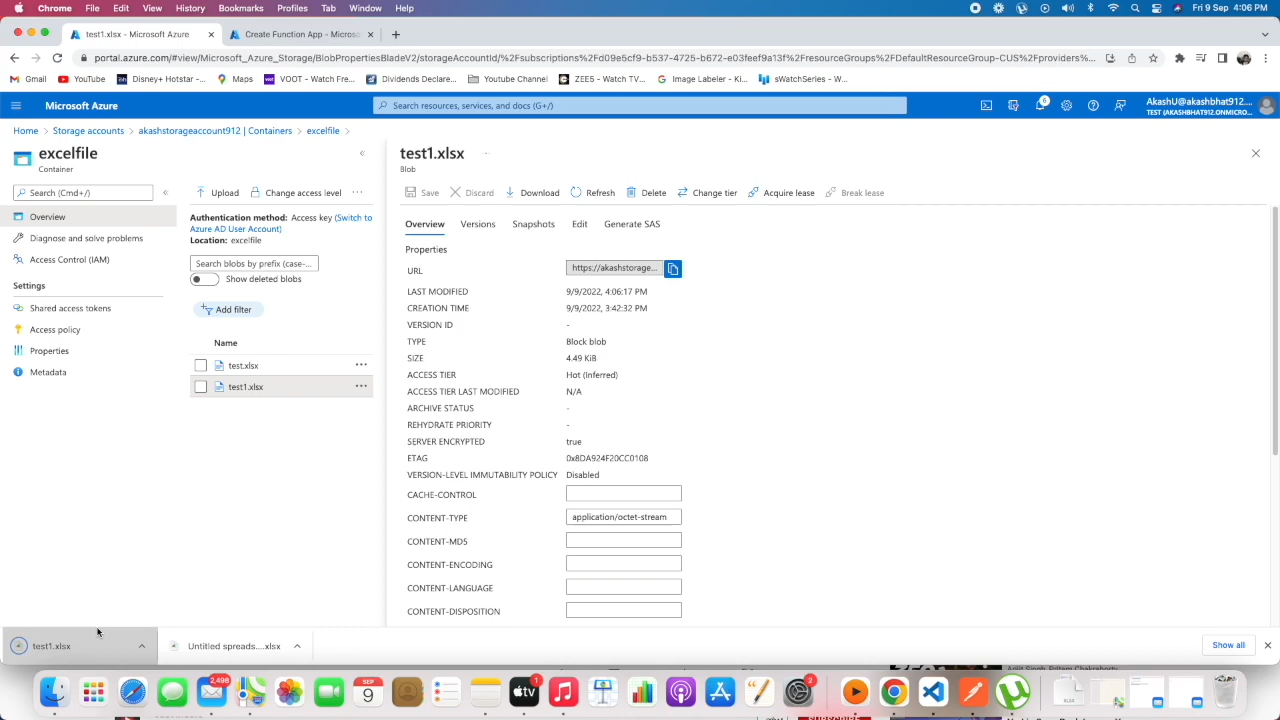 Chrome File Edit View History Bookmarks Profiles Tab Window Help Fri 9 Sep 4:06 PM
test1.xlsx - Microsoft Azure Create Function App - Microso
portal.azure.com/#view/Microsoft_Azure_Storage/BlobPropertiesBladeV2/storageAccountId/%2Fsubscriptions%2Fd09e5cf9-b537-4725-b672-e073693f9a13%2FresourceGroups%2FDefaultResourceGroup-CUS%2Fproviders%...
Gmail YouTube Disney+ Hotstar -... Maps VOOT - Watch Fre... Dividends Declare... Youtube Channel ZEE5 - Watch TV... Image Labeler - Ki... sWatchSeries - W...
Microsoft Azure Search resources, services, and docs (G+/) 6 AkashU@akashbhat912....
TEST (AKASHBHAT912.ONMICRO...
Home > Storage accounts > akashstorageaccount912 | Containers > excelfile >
excelfile
Container
Search (Cmd+/)
Overview
Diagnose and solve problems
Access Control (IAM)
Settings
Shared access tokens
Access policy
Properties
Metadata
Upload Change access level ...
Authentication method: Access key (Switch to
Azure AD User Account)
Location: excelfile
Search blobs by prefix (case-...
Show deleted blobs
Add filter
Name
test.xlsx ...
test1.xlsx ...
test1.xlsx ...
Blob
Save Discard Download Refresh Delete Change tier Acquire lease Break lease
Overview Versions Snapshots Edit Generate SAS
Properties
URL https://akashstorage...
LAST MODIFIED 9/9/2022, 4:06:17 PM
CREATION TIME 9/9/2022, 3:42:32 PM
VERSION ID -
TYPE Block blob
SIZE 4.49 KiB
ACCESS TIER Hot (Inferred)
ACCESS TIER LAST MODIFIED N/A
ARCHIVE STATUS -
REHYDRATE PRIORITY -
SERVER ENCRYPTED true
ETAG 0x8DA924F20CC0108
VERSION-LEVEL IMMUTABILITY POLICY Disabled
CACHE-CONTROL
CONTENT-TYPE application/octet-stream
CONTENT-MD5
CONTENT-ENCODING
CONTENT-LANGUAGE
CONTENT-DISPOSITION
test1.xlsx Untitled spreads....xlsx Show all
2,498 SEP 9 tv 1 2